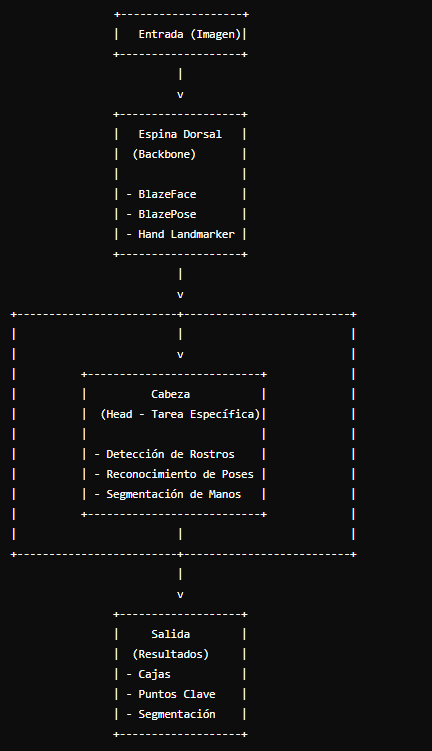 Entrada (Imagen)
Espina Dorsal
(Backbone)
- BlazeFace
- BlazePose
- Hand Landmarker
Cabeza
(Head - Tarea Específica)
- Detección de Rostros
- Reconocimiento de Poses
- Segmentación de Manos
Salida
(Resultados)
- Cajas
- Puntos Clave
- Segmentación